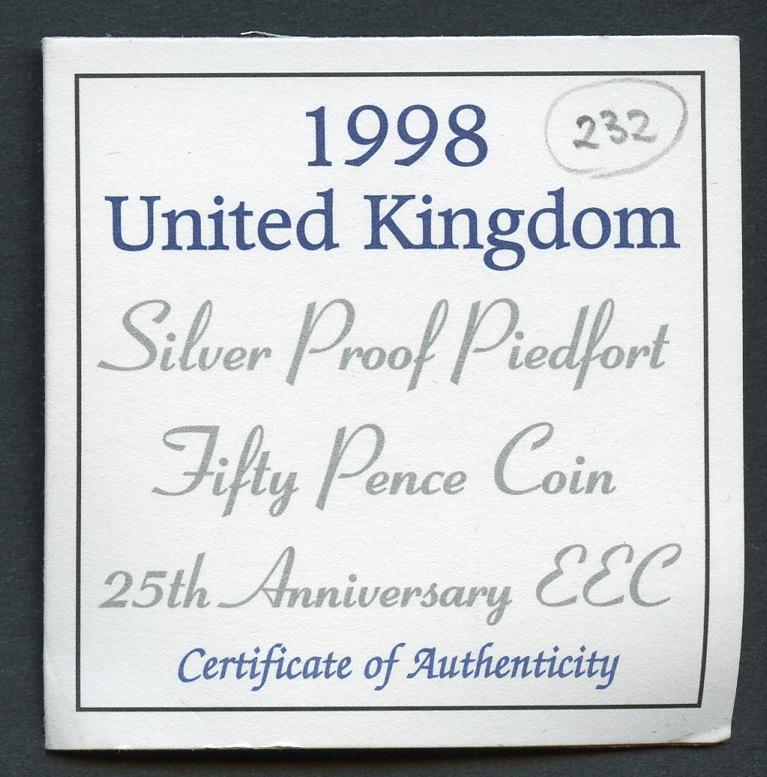 1998
232
United Kingdom
Silver Proof Piedfort
Fifty Pence Coin
25th Anniversary EEC
Certificate of Authenticity